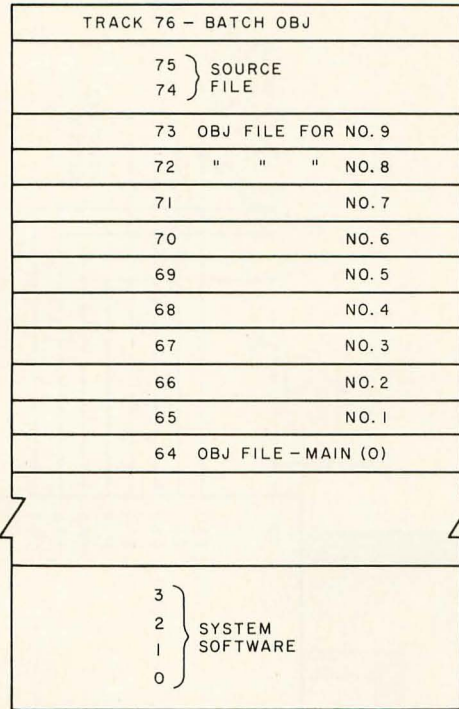 TRACK 76 – BATCH OBJ
75
74
SOURCE
FILE
73 OBJ FILE FOR NO. 9
72 " " " NO. 8
71 NO. 7
70 NO. 6
69 NO. 5
68 NO. 4
67 NO. 3
66 NO. 2
65 NO. 1
64 OBJ FILE – MAIN (0)
3
2
1
0
SYSTEM
SOFTWARE